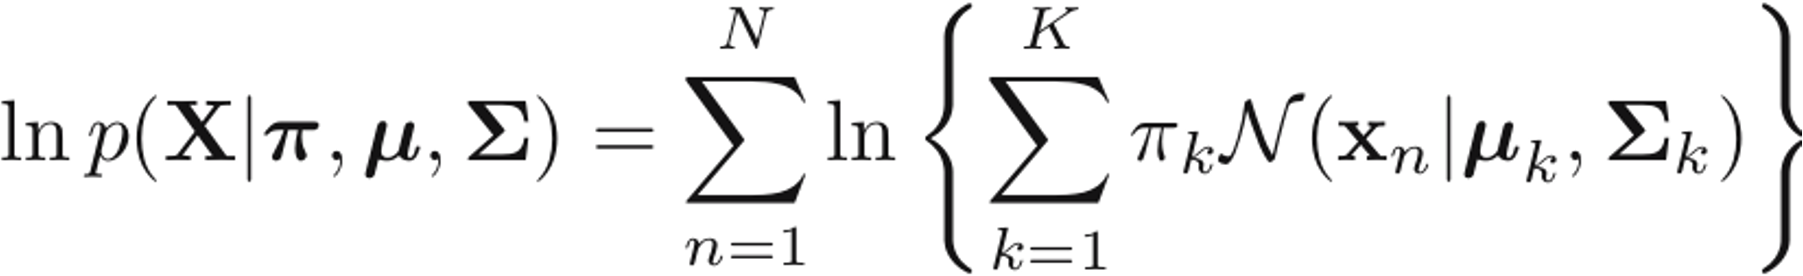 ln p(X|π, μ, Σ) = ∑_{n=1}^{N} ln { ∑_{k=1}^{K} π_k 𝒩(x_n|μ_k, Σ_k) }